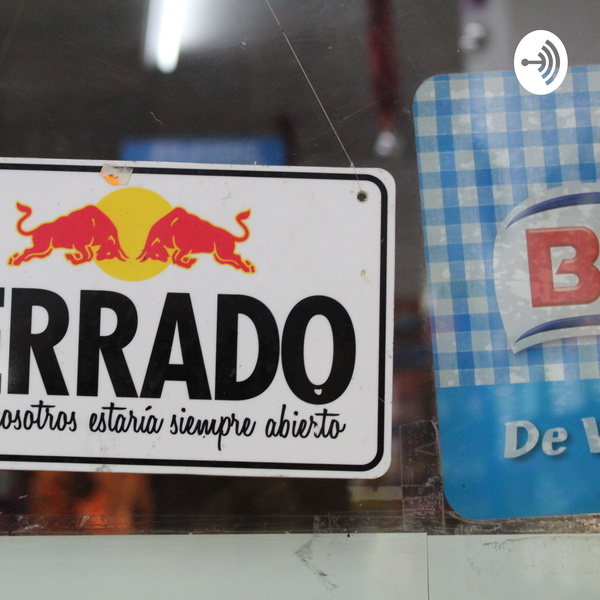 ERRADO
nosotros estaría siempre abierto
B
De V